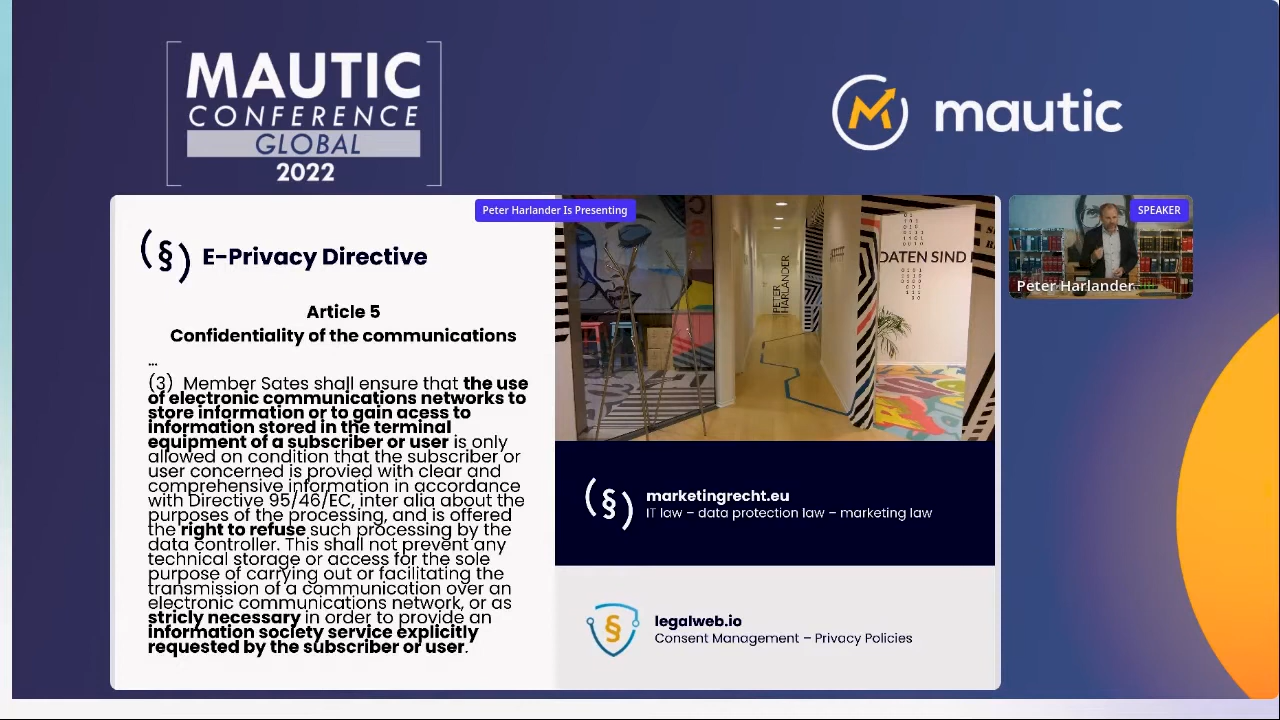 MAUTIC
CONFERENCE
GLOBAL
2022
mautic
Peter Harlander Is Presenting
SPEAKER
Peter Harlander
(§) E-Privacy Directive
Article 5
Confidentiality of the communications
...
(3) Member Sates shall ensure that the use
of electronic communications networks to
store information or to gain acess to
information stored in the terminal
equipment of a subscriber or user is only
allowed on condition that the subscriber or
user concerned is provied with clear and
comprehensive information in accordance
with Directive 95/46/EC, inter alia about the
purposes of the processing, and is offered
the right to refuse such processing by the
data controller. This shall not prevent any
technical storage or access for the sole
purpose of carrying out or facilitating the
transmission of a communication over an
electronic communications network, or as
stricly necessary in order to provide an
information society service explicitly
requested by the subscriber or user.
PETER
HARLANDER
DATEN SIND
(§) marketingrecht.eu
IT law – data protection law – marketing law
§ legalweb.io
Consent Management – Privacy Policies